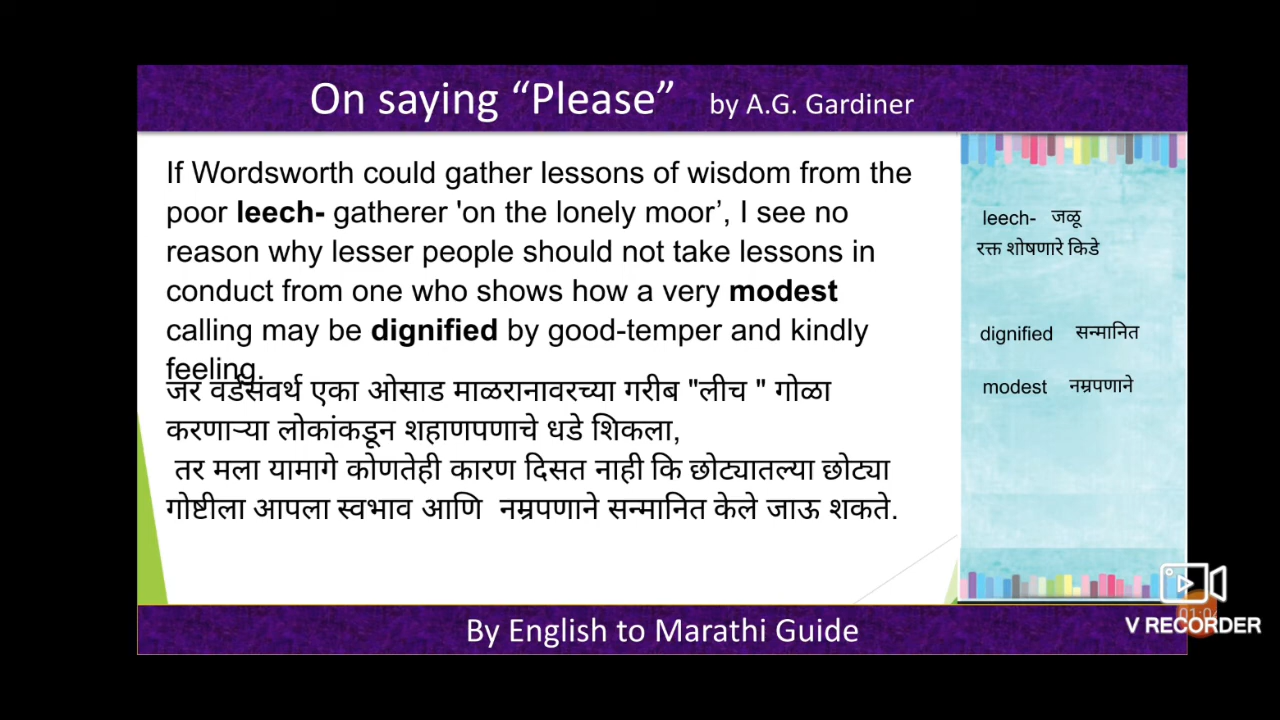 On saying “Please” by A.G. Gardiner
If Wordsworth could gather lessons of wisdom from the
poor leech- gatherer 'on the lonely moor’, I see no
reason why lesser people should not take lessons in
conduct from one who shows how a very modest
calling may be dignified by good-temper and kindly
feeling.
जर वर्डसवर्थ एका ओसाड माळरानावरच्या गरीब "लीच " गोळा
करणाऱ्या लोकांकडून शहाणपणाचे धडे शिकला,
तर मला यामागे कोणतेही कारण दिसत नाही कि छोट्यातल्या छोट्या
गोष्टीला आपला स्वभाव आणि नम्रपणाने सन्मानित केले जाऊ शकते.
leech- जळू
रक्त शोषणारे किडे
dignified सन्मानित
modest नम्रपणाने
By English to Marathi Guide
V RECORDER